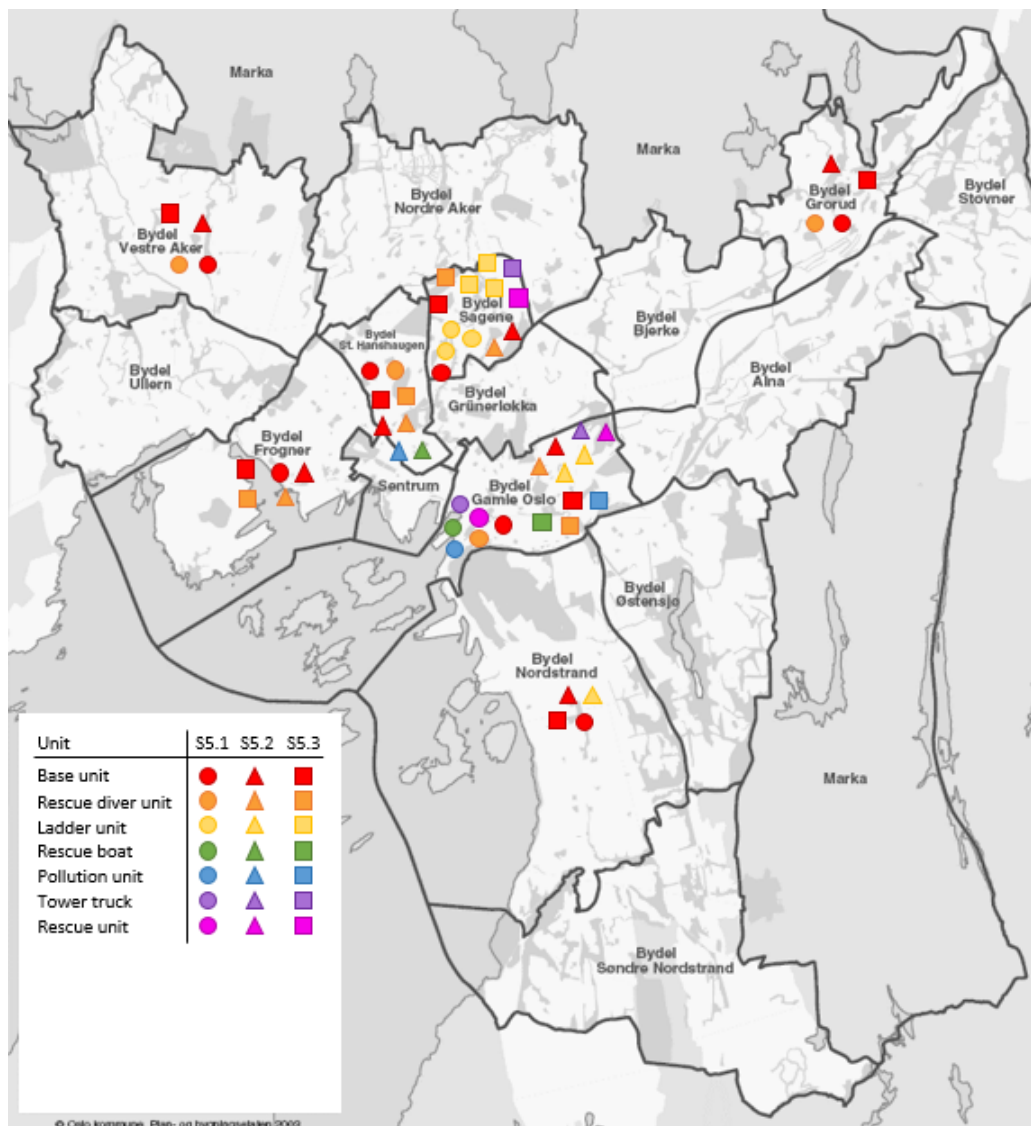 Marka
Marka
Bydel
Nordre Aker
Bydel
Grorud
Bydel
Stovner
Bydel
Vestre Aker
Bydel
Sagene
Bydel
St. Hanshaugen
Bydel
Bjerke
Bydel
Ullern
Bydel
Alna
Bydel
Grünerløkka
Bydel
Frogner
Sentrum
Bydel
Gamle Oslo
Bydel
Østensjø
Bydel
Nordstrand
Marka
Bydel
Søndre Nordstrand
Unit S5.1 S5.2 S5.3
Base unit
Rescue diver unit
Ladder unit
Rescue boat
Pollution unit
Tower truck
Rescue unit